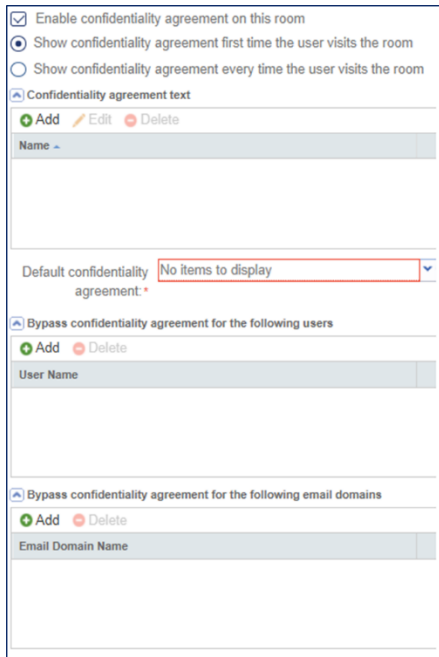 Enable confidentiality agreement on this room
Show confidentiality agreement first time the user visits the room
Show confidentiality agreement every time the user visits the room
Confidentiality agreement text
Add Edit Delete
Name
Default confidentiality agreement:* No items to display
Bypass confidentiality agreement for the following users
Add Delete
User Name
Bypass confidentiality agreement for the following email domains
Add Delete
Email Domain Name